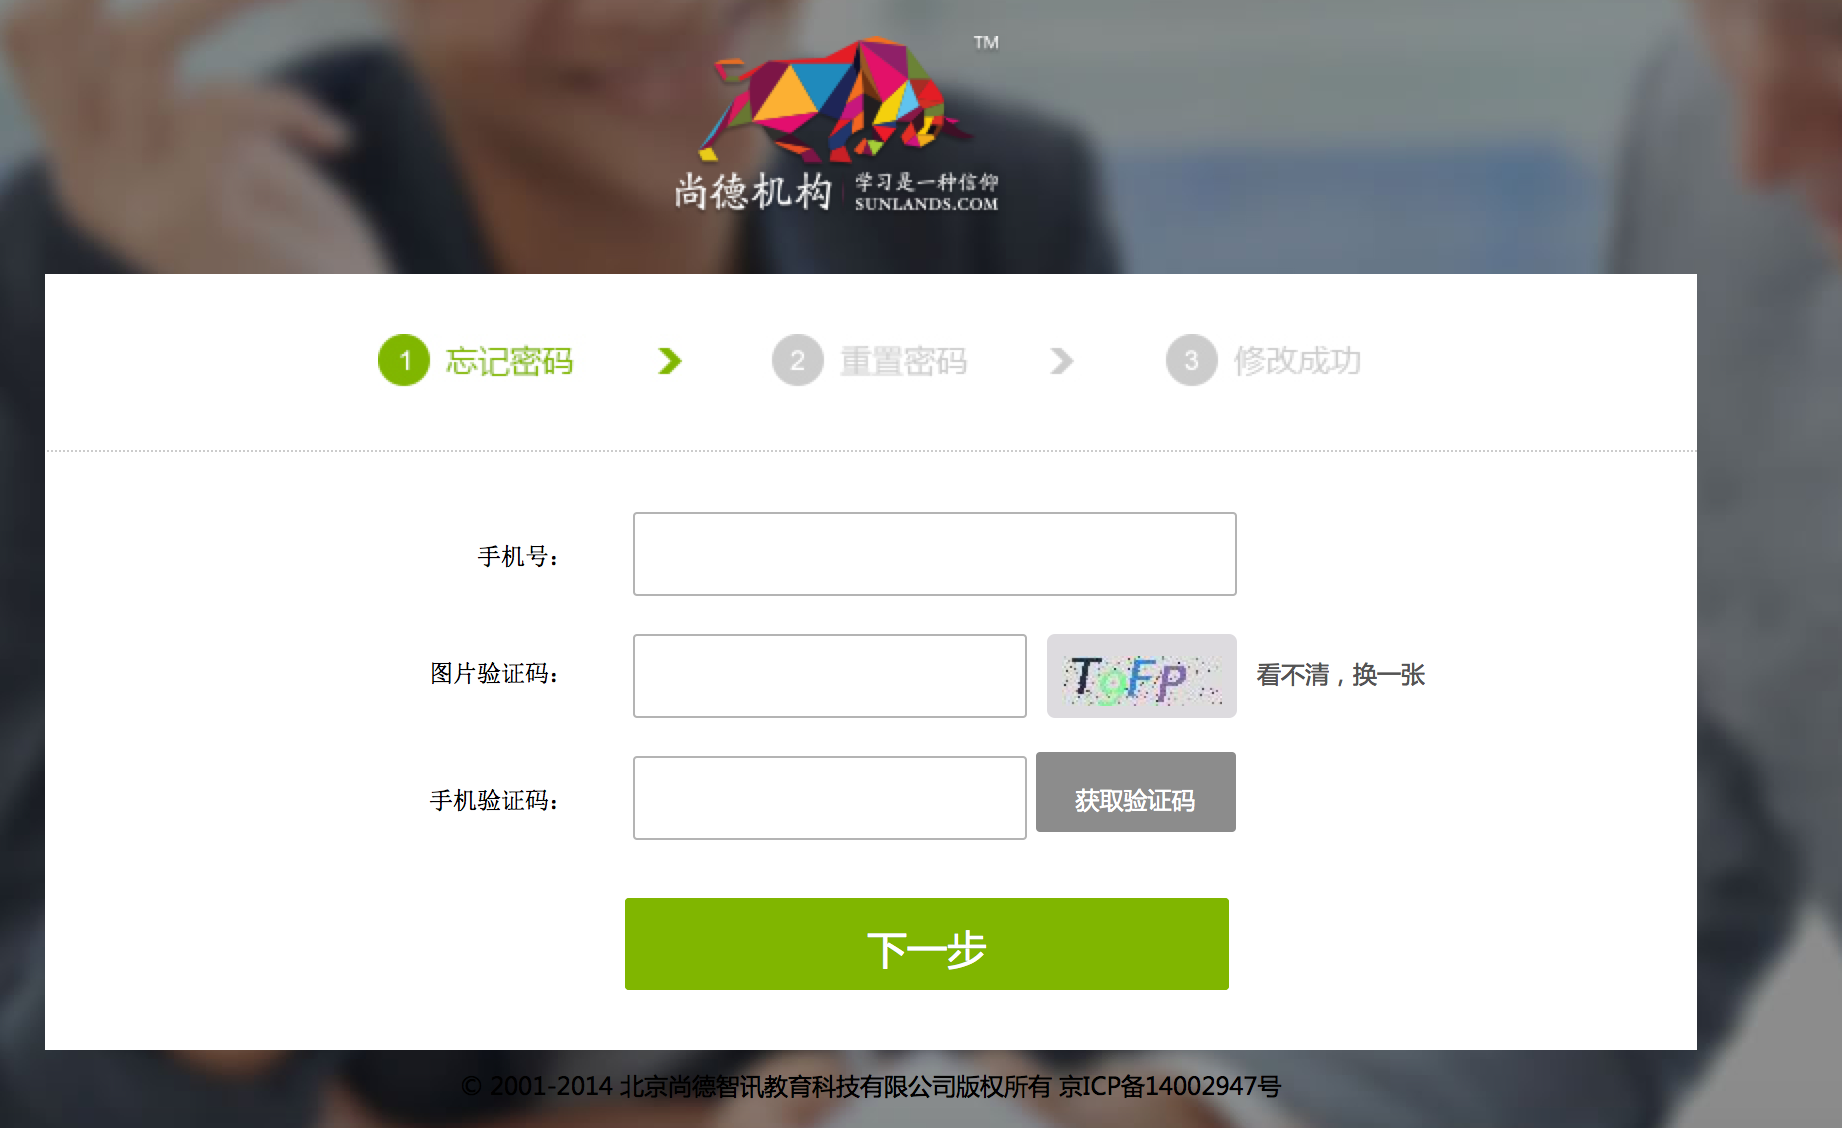 TM
尚德机构
学习是一种信仰
SUNLANDS.COM
1 忘记密码
2 重置密码
3 修改成功
手机号：
图片验证码：
T9FP
看不清，换一张
手机验证码：
获取验证码
下一步
© 2001-2014 北京尚德智讯教育科技有限公司版权所有 京ICP备14002947号